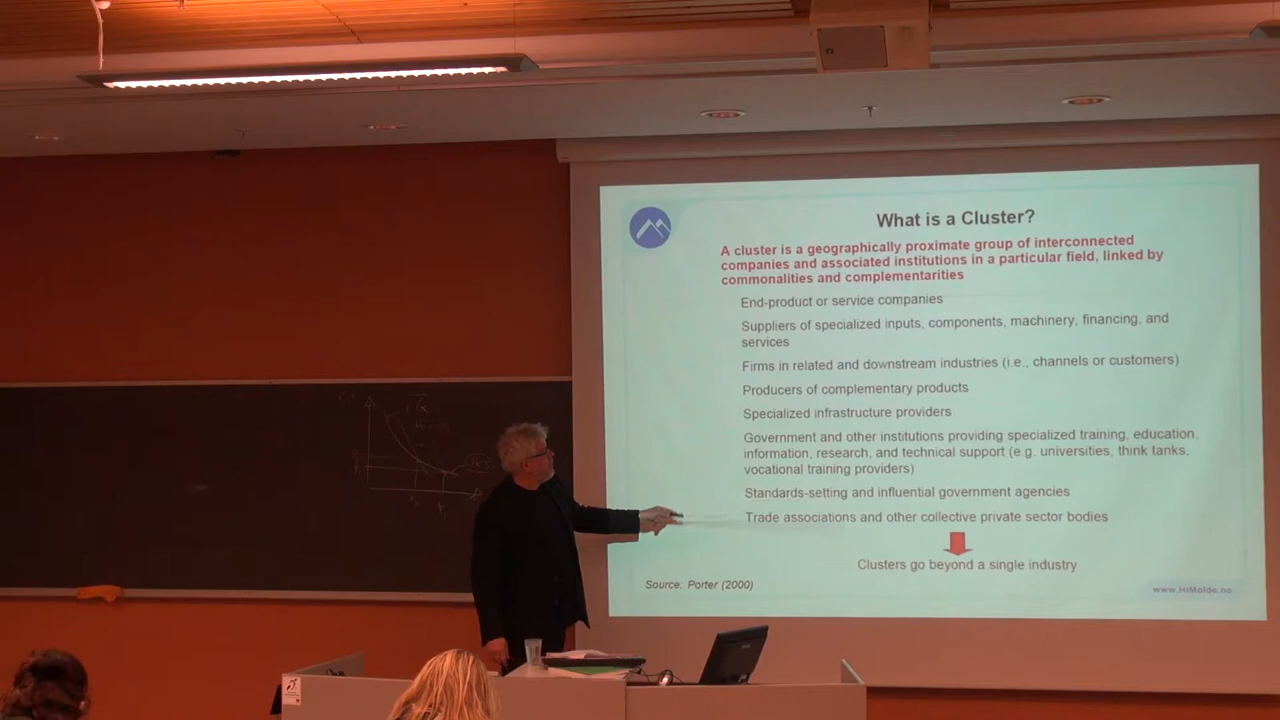 What is a Cluster?
A cluster is a geographically proximate group of interconnected
companies and associated institutions in a particular field, linked by
commonalities and complementarities
End-product or service companies
Suppliers of specialized inputs, components, machinery, financing, and
services
Firms in related and downstream industries (i.e., channels or customers)
Producers of complementary products
Specialized infrastructure providers
Government and other institutions providing specialized training, education,
information, research, and technical support (e.g. universities, think tanks,
vocational training providers)
Standards-setting and influential government agencies
Trade associations and other collective private sector bodies
Clusters go beyond a single industry
Source: Porter (2000)
www.HiMolde.no